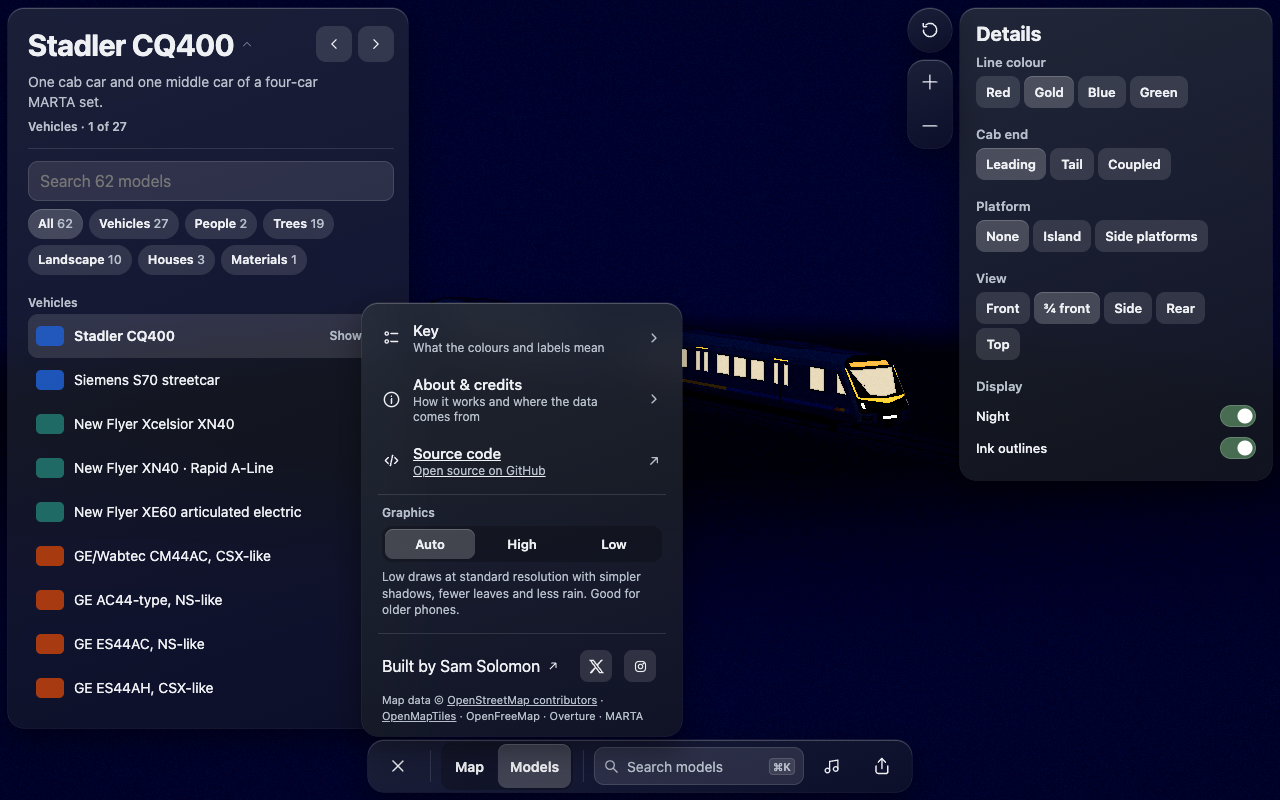 Stadler CQ400
One cab car and one middle car of a four-car
MARTA set.
Vehicles · 1 of 27
Search 62 models
All 62
Vehicles 27
People 2
Trees 19
Landscape 10
Houses 3
Materials 1
Vehicles
Stadler CQ400
Show
Siemens S70 streetcar
New Flyer Xcelsior XN40
New Flyer XN40 · Rapid A-Line
New Flyer XE60 articulated electric
GE/Wabtec CM44AC, CSX-like
GE AC44-type, NS-like
GE ES44AC, NS-like
GE ES44AH, CSX-like
Key
What the colours and labels mean
About & credits
How it works and where the data
comes from
Source code
Open source on GitHub
Graphics
Auto
High
Low
Low draws at standard resolution with simpler
shadows, fewer leaves and less rain. Good for
older phones.
Built by Sam Solomon ↗
Map data © OpenStreetMap contributors ·
OpenMapTiles · OpenFreeMap · Overture · MARTA
Map
Models
Search models
⌘K
Details
Line colour
Red
Gold
Blue
Green
Cab end
Leading
Tail
Coupled
Platform
None
Island
Side platforms
View
Front
¾ front
Side
Rear
Top
Display
Night
Ink outlines